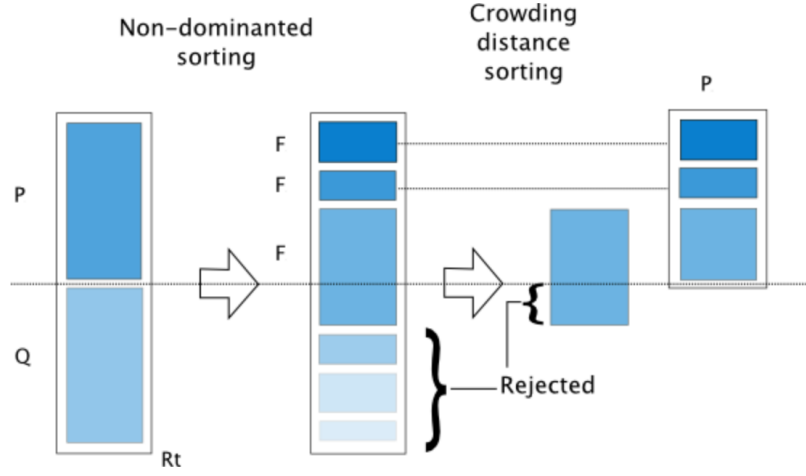 Non-dominanted
sorting
Crowding
distance
sorting
P
P
F
F
F
Q
Rejected
Rt